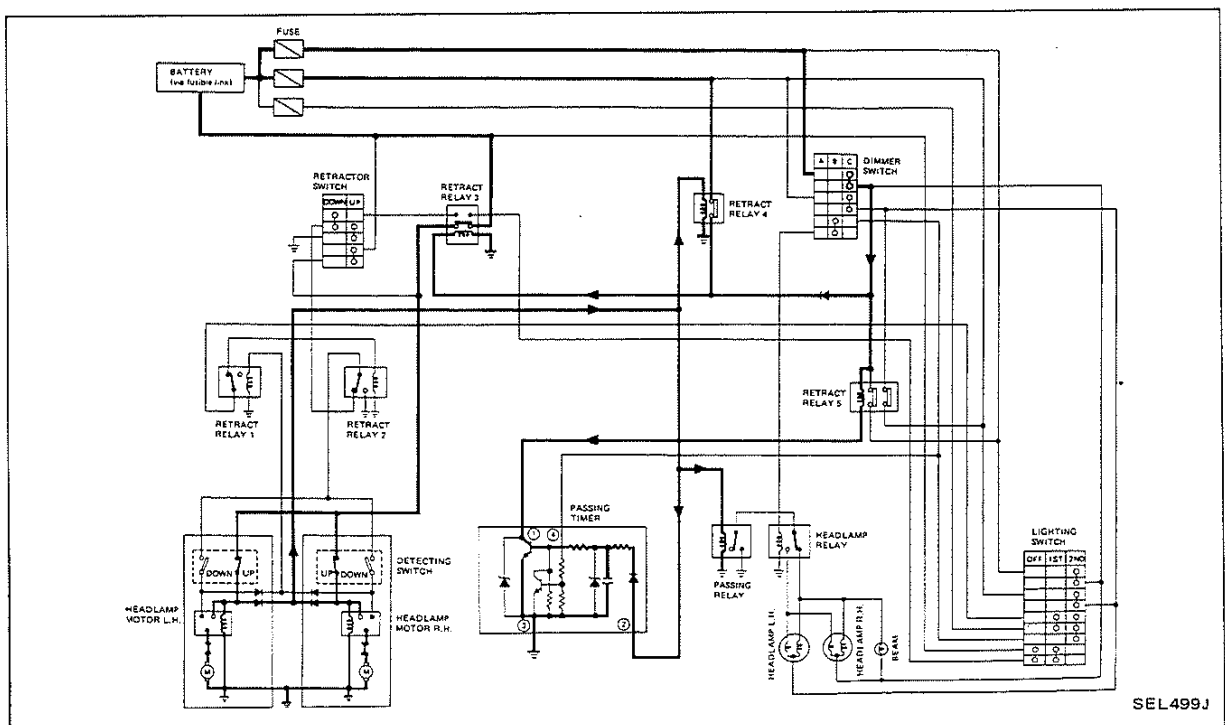 FUSE
BATTERY
(via fusible link)
RETRACTOR
SWITCH
DOWN UP
RETRACT
RELAY 3
RETRACT
RELAY 4
A B C
DIMMER
SWITCH
RETRACT
RELAY 1
RETRACT
RELAY 2
RETRACT
RELAY 5
PASSING
TIMER
1 4
3
2
PASSING
RELAY
HEADLAMP
RELAY
LIGHTING
SWITCH
OFF 1ST 2ND
DOWN UP
UP DOWN
DETECTING
SWITCH
HEADLAMP
MOTOR L.H.
HEADLAMP
MOTOR R.H.
M
M
HEADLAMP L.H.
HEADLAMP R.H.
BEAM
SEL499J